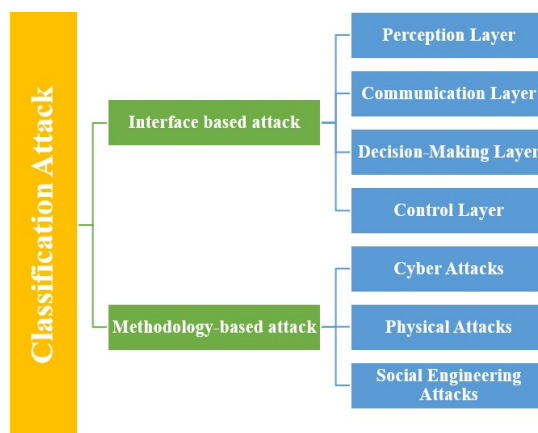 Classification Attack
Interface based attack
Perception Layer
Communication Layer
Decision-Making Layer
Control Layer
Methodology-based attack
Cyber Attacks
Physical Attacks
Social Engineering
Attacks